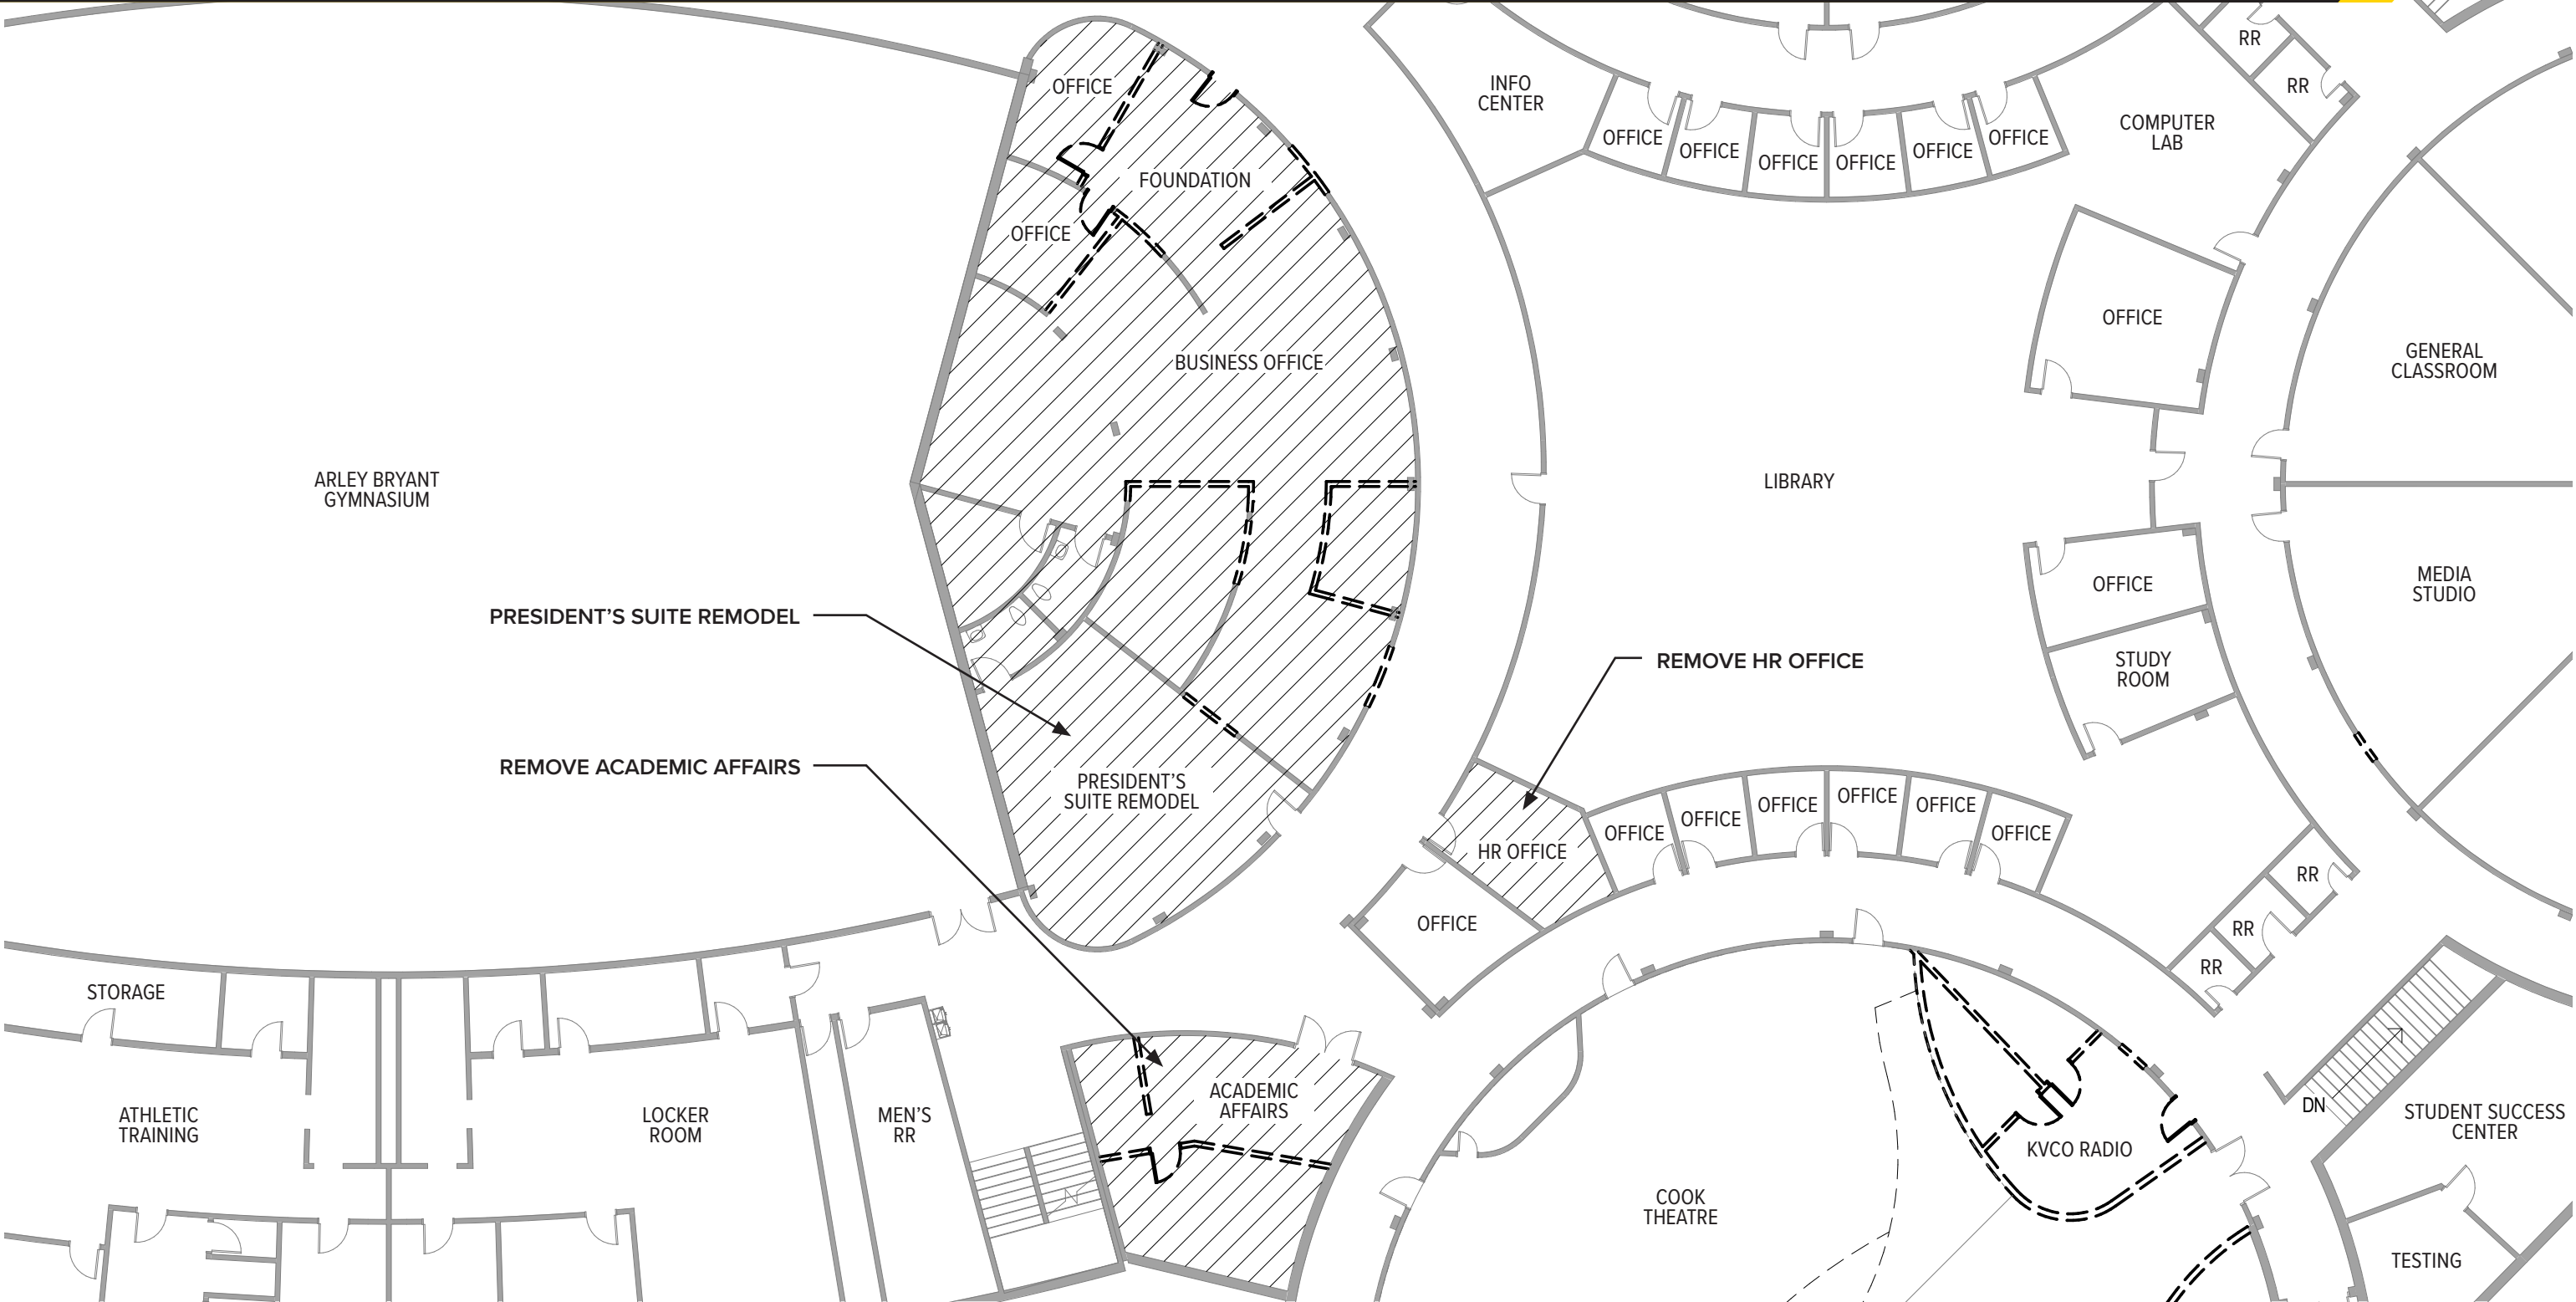 RR
RR
INFO
CENTER
OFFICE
OFFICE
OFFICE
OFFICE
OFFICE
OFFICE
OFFICE
COMPUTER
LAB
FOUNDATION
OFFICE
OFFICE
BUSINESS OFFICE
GENERAL
CLASSROOM
ARLEY BRYANT
GYMNASIUM
LIBRARY
OFFICE
MEDIA
STUDIO
PRESIDENT'S SUITE REMODEL
REMOVE HR OFFICE
STUDY
ROOM
REMOVE ACADEMIC AFFAIRS
PRESIDENT'S
SUITE REMODEL
OFFICE
OFFICE
OFFICE
OFFICE
OFFICE
OFFICE
HR OFFICE
RR
OFFICE
RR
RR
STORAGE
ATHLETIC
TRAINING
LOCKER
ROOM
MEN'S
RR
ACADEMIC
AFFAIRS
DN
STUDENT SUCCESS
CENTER
KVCO RADIO
COOK
THEATRE
TESTING